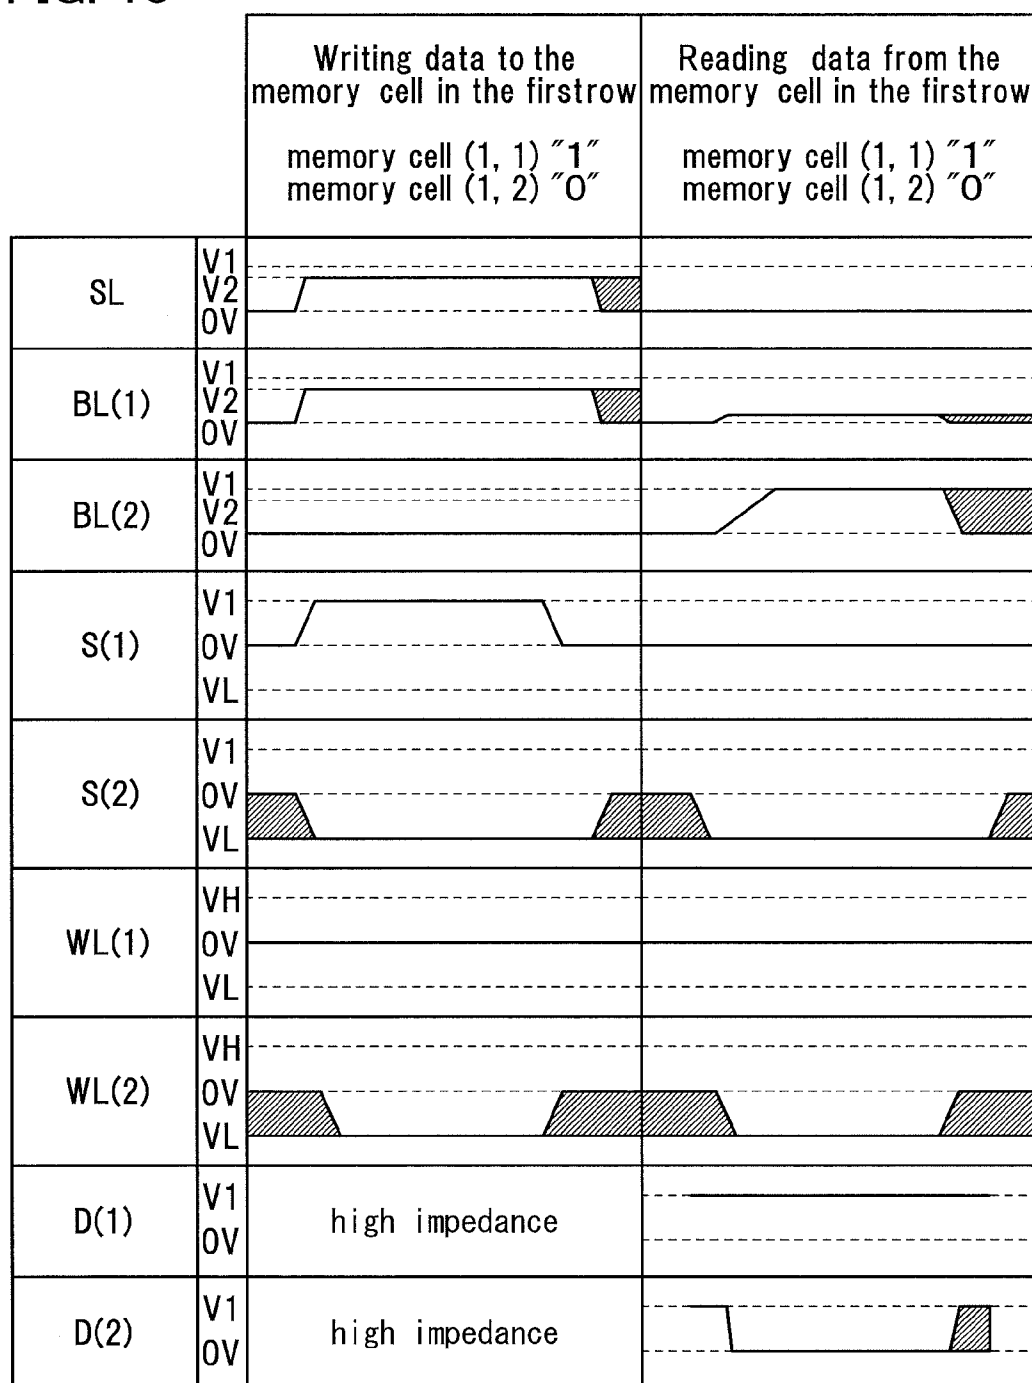 Writing data to the
memory cell in the firstrow
memory cell (1, 1) ″1″
memory cell (1, 2) ″0″
Reading data from the
memory cell in the firstrow
memory cell (1, 1) ″1″
memory cell (1, 2) ″0″
SL
V1
V2
0V
BL(1)
V1
V2
0V
BL(2)
V1
V2
0V
S(1)
V1
0V
VL
S(2)
V1
0V
VL
WL(1)
VH
0V
VL
WL(2)
VH
0V
VL
D(1)
V1
0V
high impedance
D(2)
V1
0V
high impedance